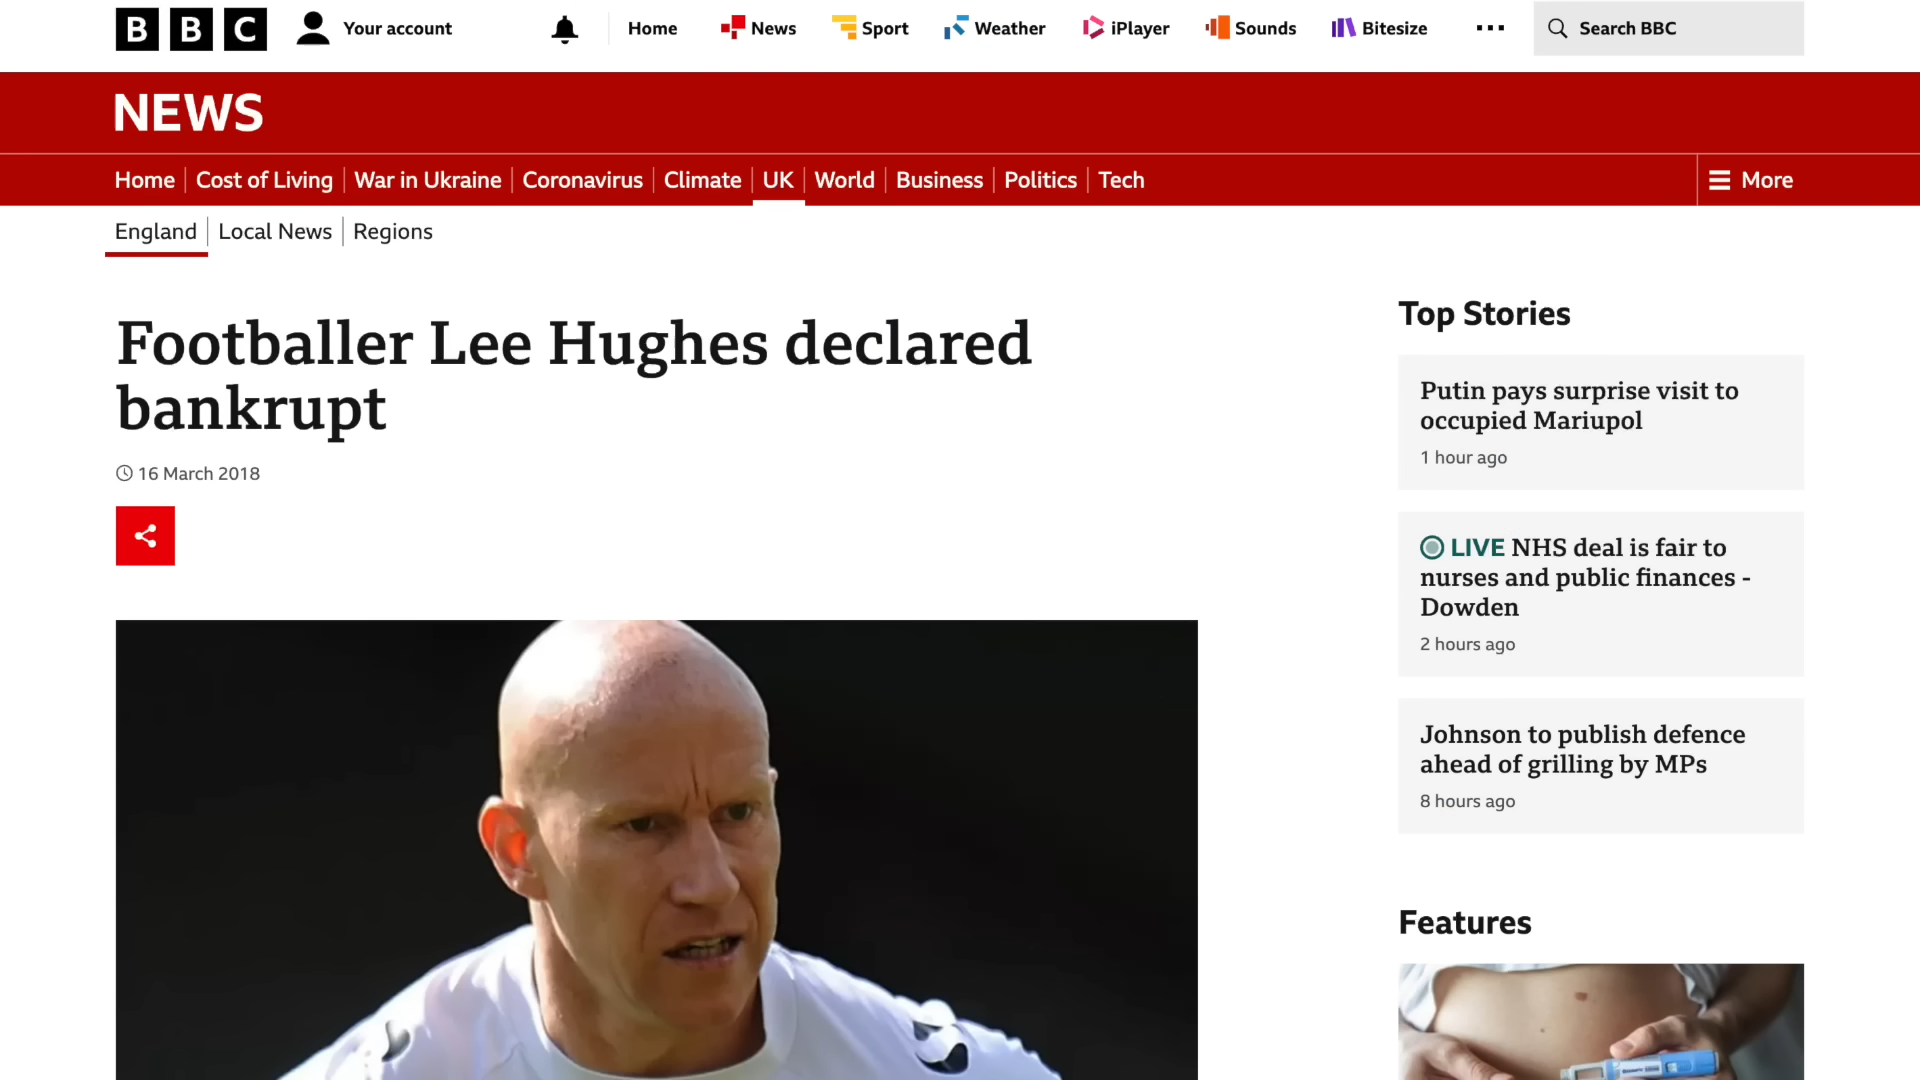 BBC Your account Home News Sport Weather iPlayer Sounds Bitesize Search BBC
NEWS
Home Cost of Living War in Ukraine Coronavirus Climate UK World Business Politics Tech More
England Local News Regions
Footballer Lee Hughes declared
bankrupt
16 March 2018
Top Stories
Putin pays surprise visit to
occupied Mariupol
1 hour ago
LIVE NHS deal is fair to
nurses and public finances -
Dowden
2 hours ago
Johnson to publish defence
ahead of grilling by MPs
8 hours ago
Features